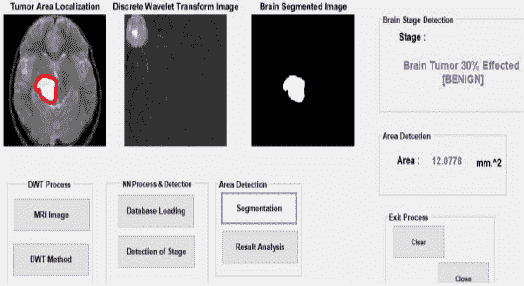 Tumor Area Localization
Discrete Wavelet Transform Image
Brain Segmented Image
Brain Stage Detection
Stage :
Brain Tumor 30% Effected
[BENIGN]
Area Detcetion
Area : 12.0778 mm.^2
DWT Process
MRI Image
DWT Method
NN Process & Detection
Database Loading
Detection of Stage
Area Detection
Segmentation
Result Analysis
Exit Process
Clear
Close